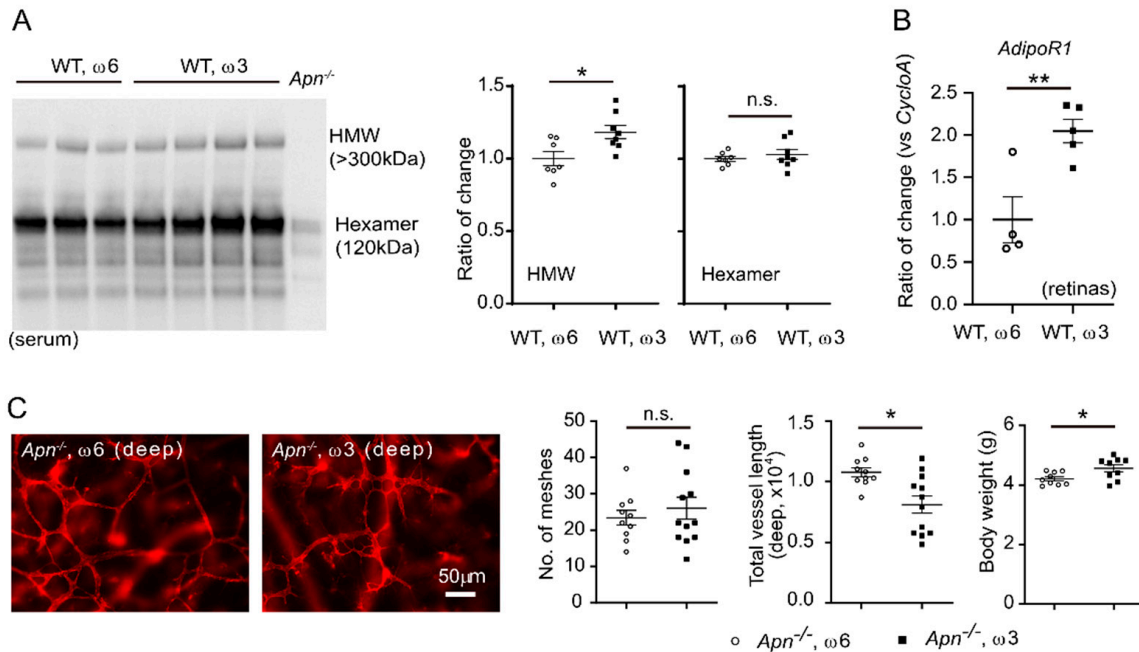 A
WT, ω6
WT, ω3
Apn-/-
HMW
(>300kDa)
Hexamer
(120kDa)
(serum)
Ratio of change
1.5
1.0
0.5
0.0
*
HMW
WT, ω6
WT, ω3
n.s.
Hexamer
WT, ω6
WT, ω3
B
AdipoR1
**
Ratio of change (vs CycloA)
2.5
2.0
1.5
1.0
0.5
0.0
(retinas)
WT, ω6
WT, ω3
C
Apn-/-, ω6 (deep)
Apn-/-, ω3 (deep)
50μm
No. of meshes
50
40
30
20
10
0
n.s.
Total vessel length
(deep, x10⁴)
1.5
1.0
0.5
0.0
*
Body weight (g)
6
4
2
0
*
Apn-/-, ω6
Apn-/-, ω3